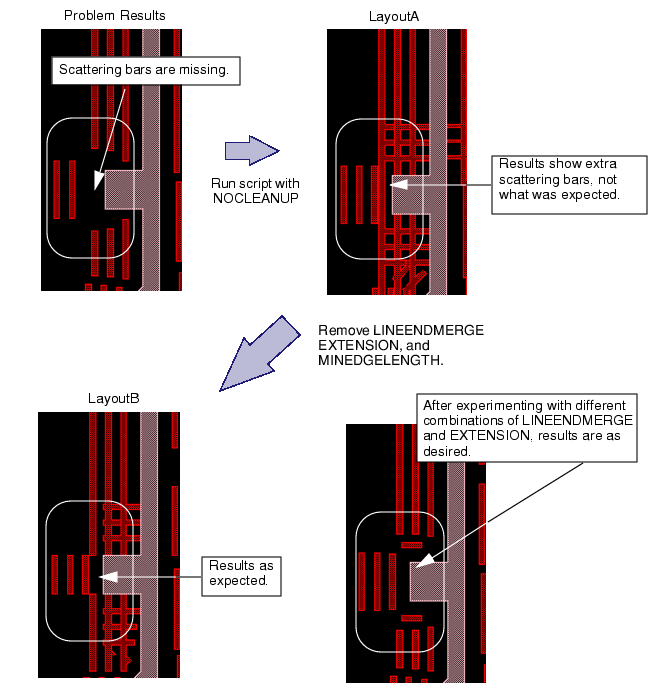 Problem Results
LayoutA
Scattering bars are missing.
Run script with
NOCLEANUP
Results show extra
scattering bars, not
what was expected.
Remove LINEENDMERGE
EXTENSION, and
MINEDGELENGTH.
LayoutB
After experimenting with different
combinations of LINEENDMERGE
and EXTENSION, results are as
desired.
Results as
expected.